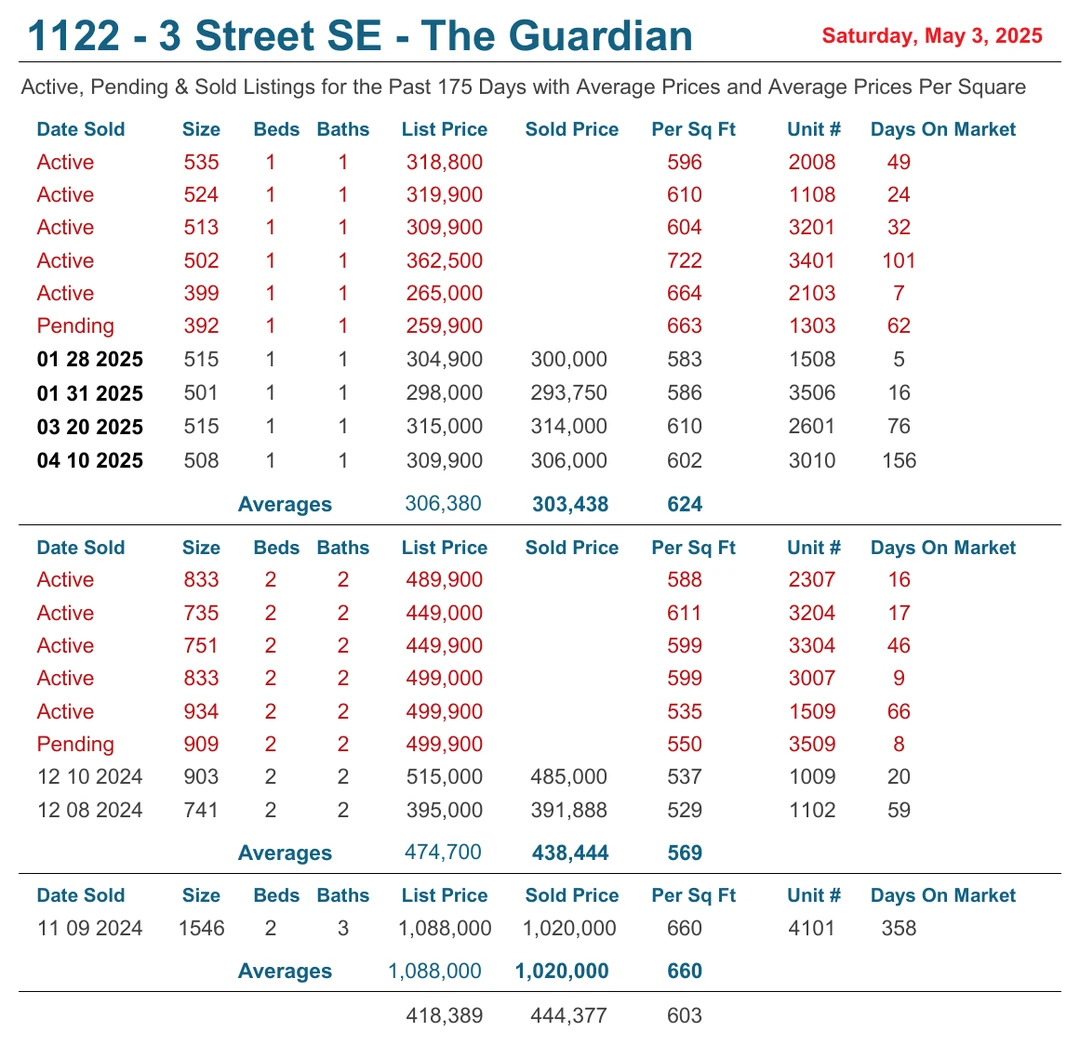 1122 - 3 Street SE - The Guardian Saturday, May 3, 2025
Active, Pending & Sold Listings for the Past 175 Days with Average Prices and Average Prices Per Square
Date Sold Size Beds Baths List Price Sold Price Per Sq Ft Unit # Days On Market
Active 535 1 1 318,800 596 2008 49
Active 524 1 1 319,900 610 1108 24
Active 513 1 1 309,900 604 3201 32
Active 502 1 1 362,500 722 3401 101
Active 399 1 1 265,000 664 2103 7
Pending 392 1 1 259,900 663 1303 62
01 28 2025 515 1 1 304,900 300,000 583 1508 5
01 31 2025 501 1 1 298,000 293,750 586 3506 16
03 20 2025 515 1 1 315,000 314,000 610 2601 76
04 10 2025 508 1 1 309,900 306,000 602 3010 156
Averages 306,380 303,438 624
Date Sold Size Beds Baths List Price Sold Price Per Sq Ft Unit # Days On Market
Active 833 2 2 489,900 588 2307 16
Active 735 2 2 449,000 611 3204 17
Active 751 2 2 449,900 599 3304 46
Active 833 2 2 499,000 599 3007 9
Active 934 2 2 499,900 535 1509 66
Pending 909 2 2 499,900 550 3509 8
12 10 2024 903 2 2 515,000 485,000 537 1009 20
12 08 2024 741 2 2 395,000 391,888 529 1102 59
Averages 474,700 438,444 569
Date Sold Size Beds Baths List Price Sold Price Per Sq Ft Unit # Days On Market
11 09 2024 1546 2 3 1,088,000 1,020,000 660 4101 358
Averages 1,088,000 1,020,000 660
418,389 444,377 603